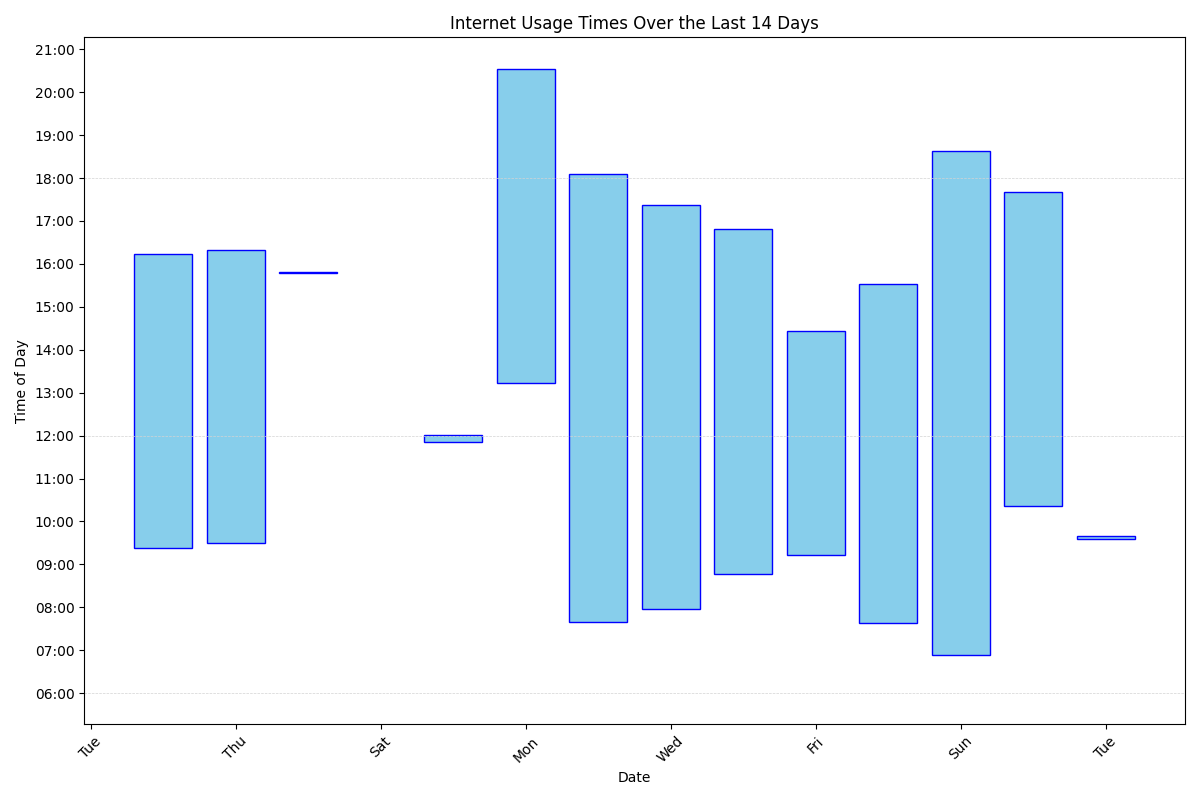 Internet Usage Times Over the Last 14 Days
21:00
20:00
19:00
18:00
17:00
16:00
15:00
14:00
13:00
12:00
11:00
10:00
09:00
08:00
07:00
06:00
Time of Day
Tue
Thu
Sat
Mon
Wed
Fri
Sun
Tue
Date